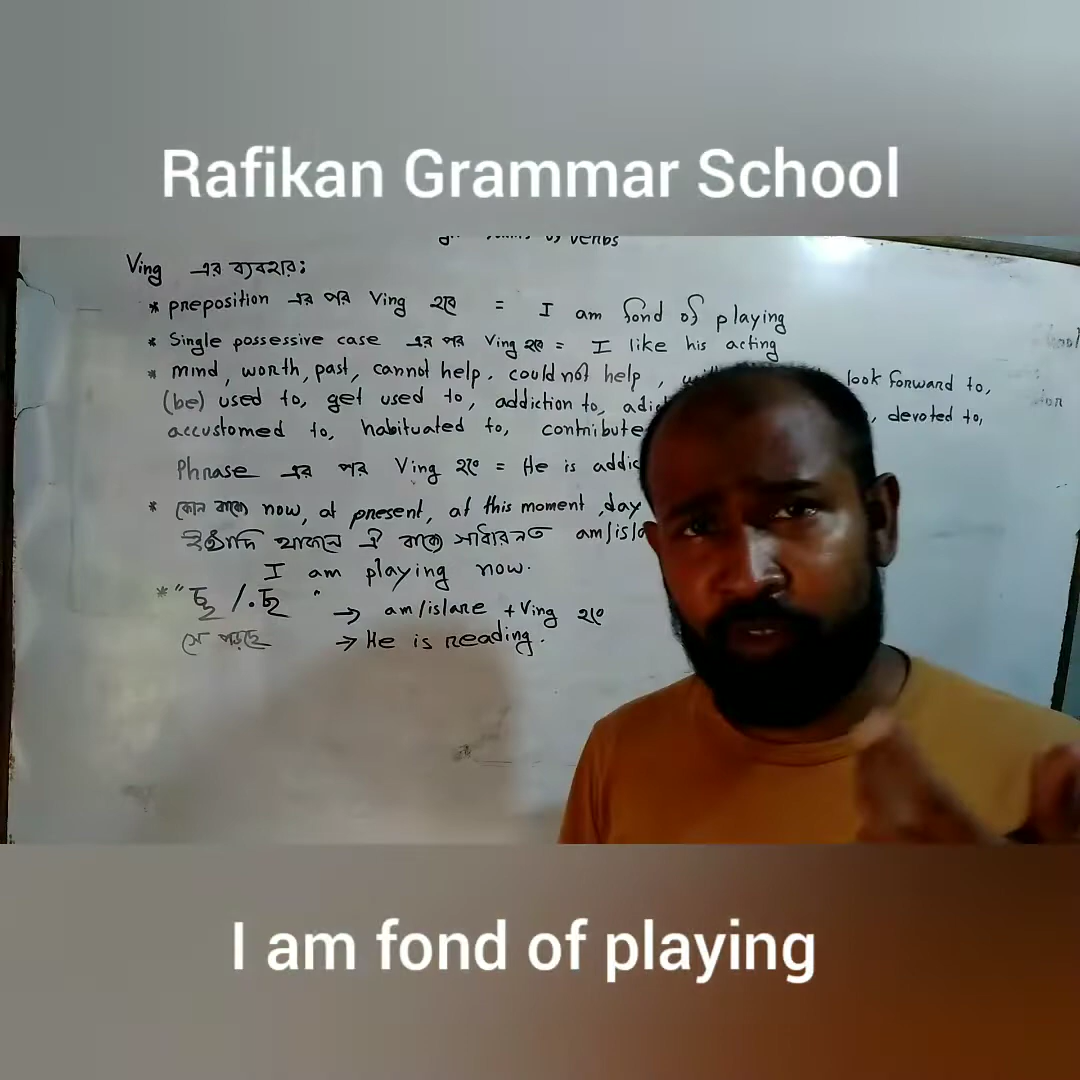 Rafikan Grammar School
verbs
Ving এর ব্যবহার:
* preposition এর পর Ving হবে = I am fond of playing
* Single possessive case এর পর Ving হবে = I like his acting
* mind, worth, past, cannot help, could not help, look forward to,
(be) used to, get used to, addiction to, devoted to,
accustomed to, habituated to, contribute
Phrase এর পর Ving হবে = He is addic
* কোন বাক্যে now, at present, at this moment, day
ইত্যাদি থাকলে ঐ বাক্যে সাধারনত am/is/a
I am playing now.
* "ছ / চ্ছ" → am/is/are + Ving হবে
সে পড়ছে → He is reading.
I am fond of playing